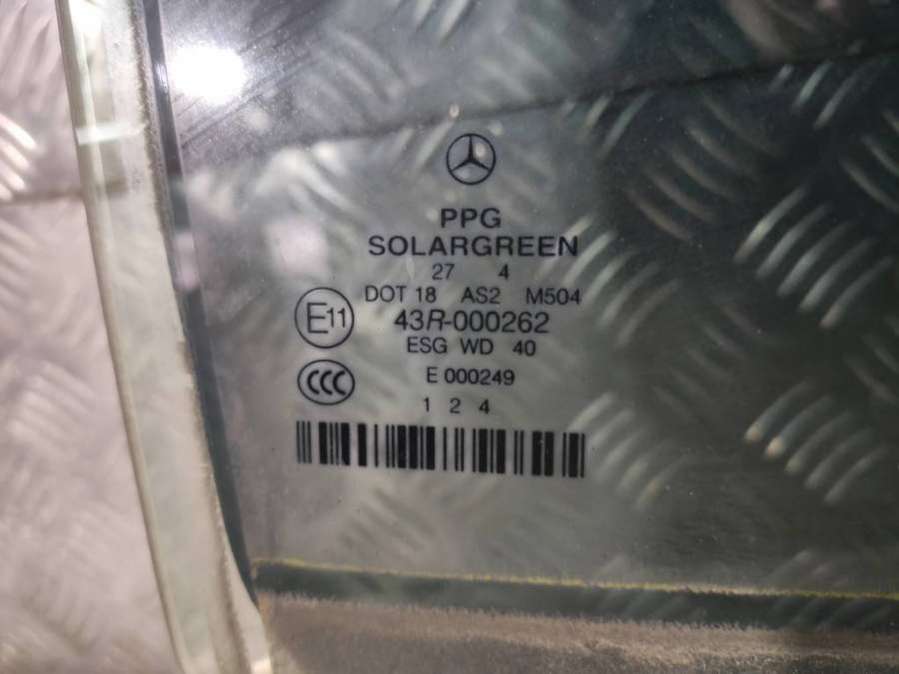 PPG
SOLARGREEN
27 4
DOT 18 AS2 M504
E11 43R-000262
ESG WD 40
CCC E 000249
1 2 4